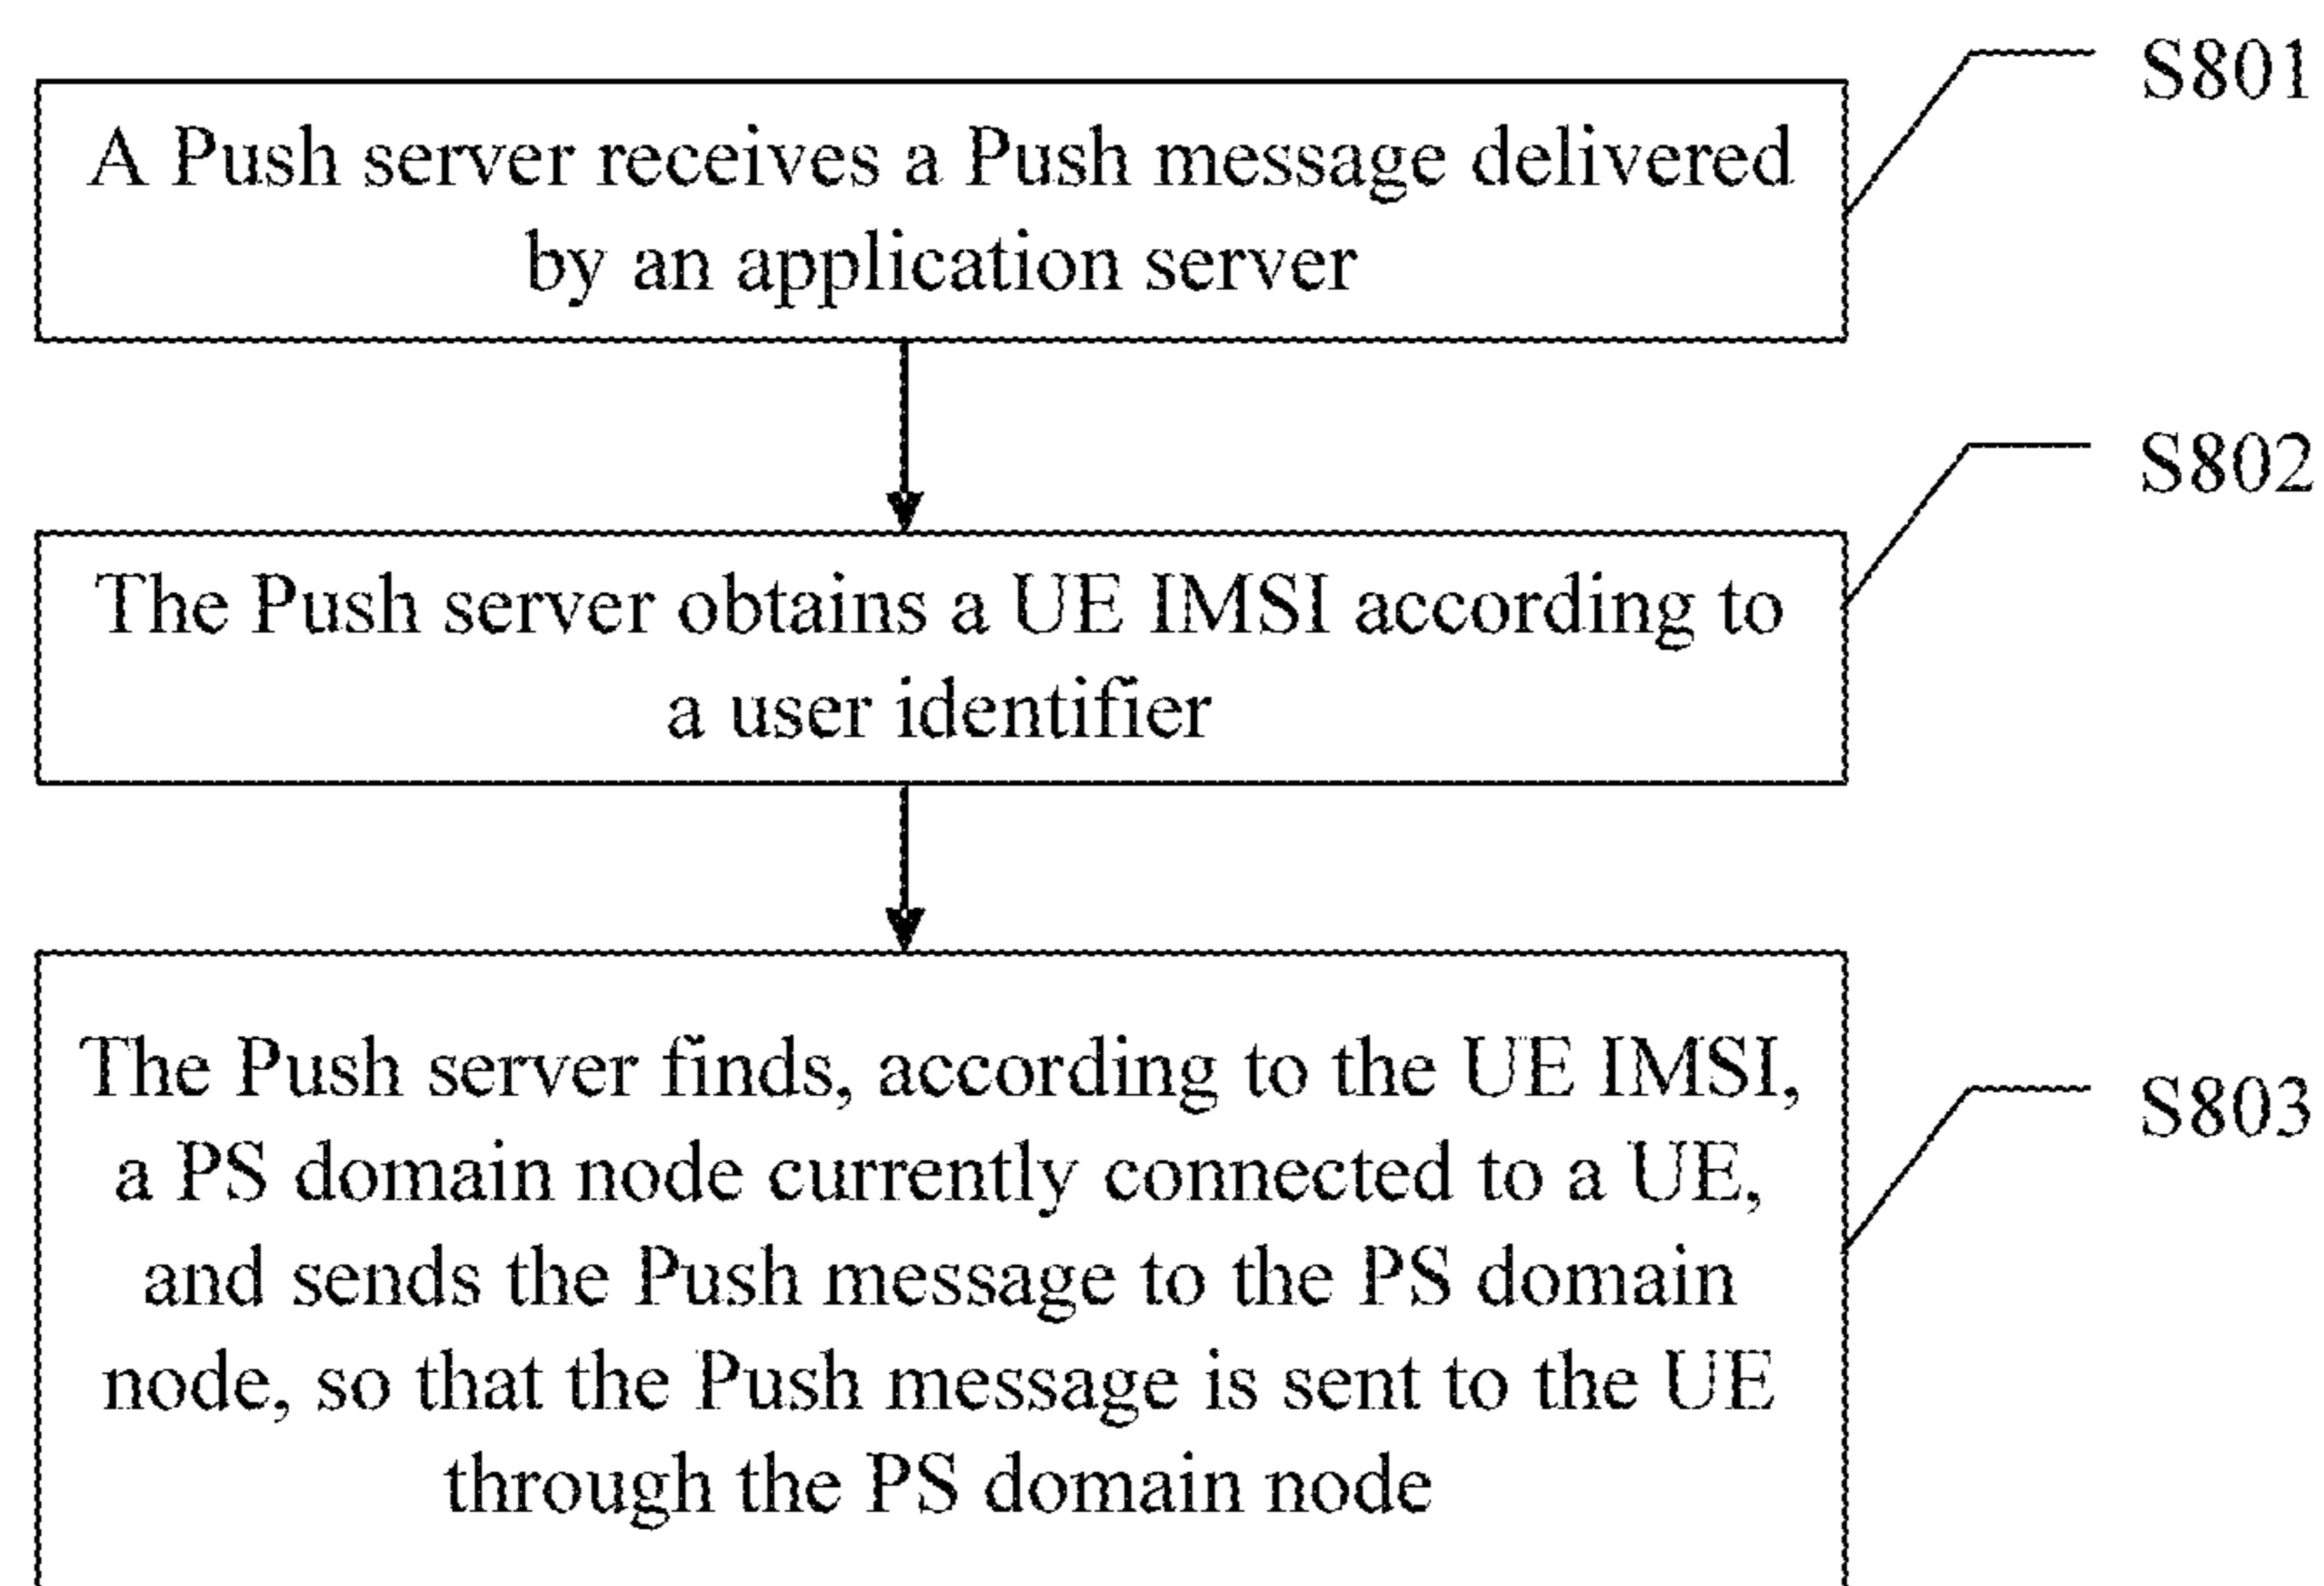 S801
A Push server receives a Push message delivered
by an application server
S802
The Push server obtains a UE IMSI according to
a user identifier
The Push server finds, according to the UE IMSI,
a PS domain node currently connected to a UE,
S803
and sends the Push message to the PS domain
node, so that the Push message is sent to the UE
through the PS domain node